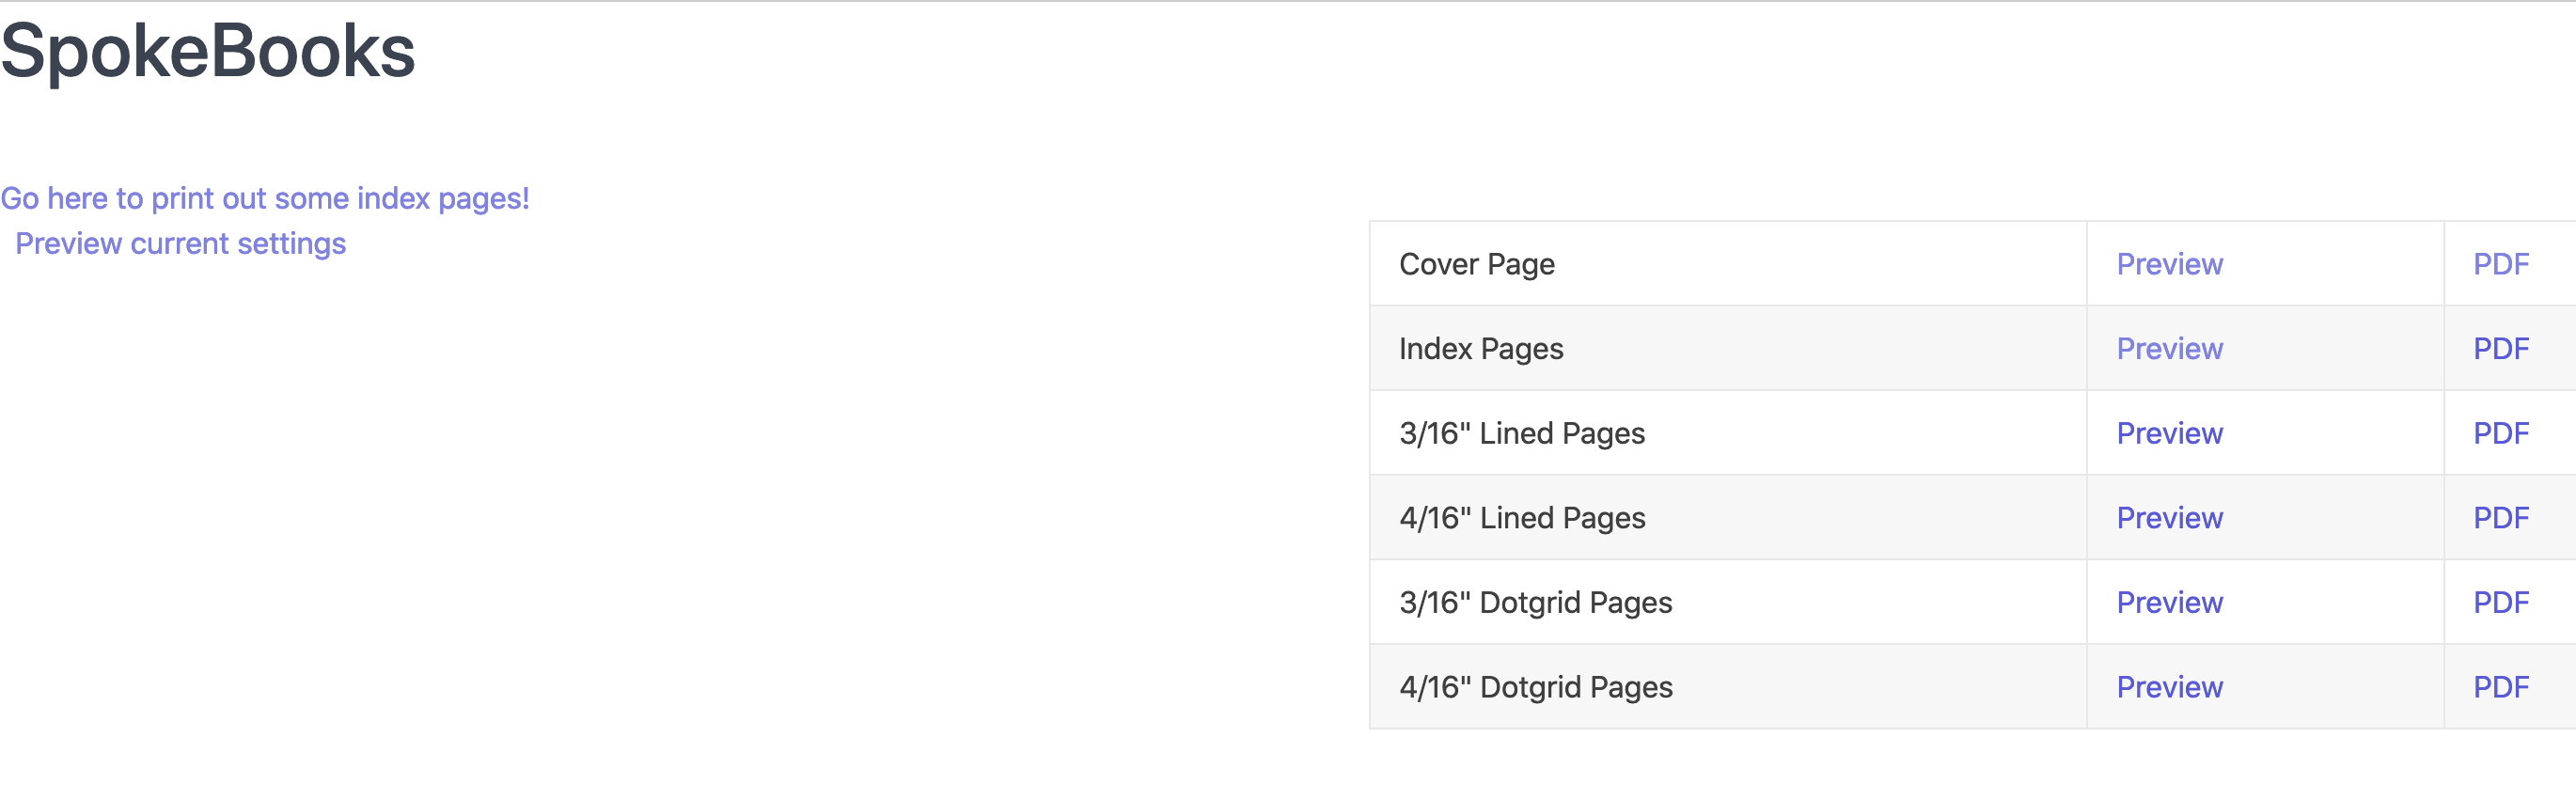 SpokeBooks
Go here to print out some index pages!
Preview current settings
Cover Page Preview PDF
Index Pages Preview PDF
3/16" Lined Pages Preview PDF
4/16" Lined Pages Preview PDF
3/16" Dotgrid Pages Preview PDF
4/16" Dotgrid Pages Preview PDF